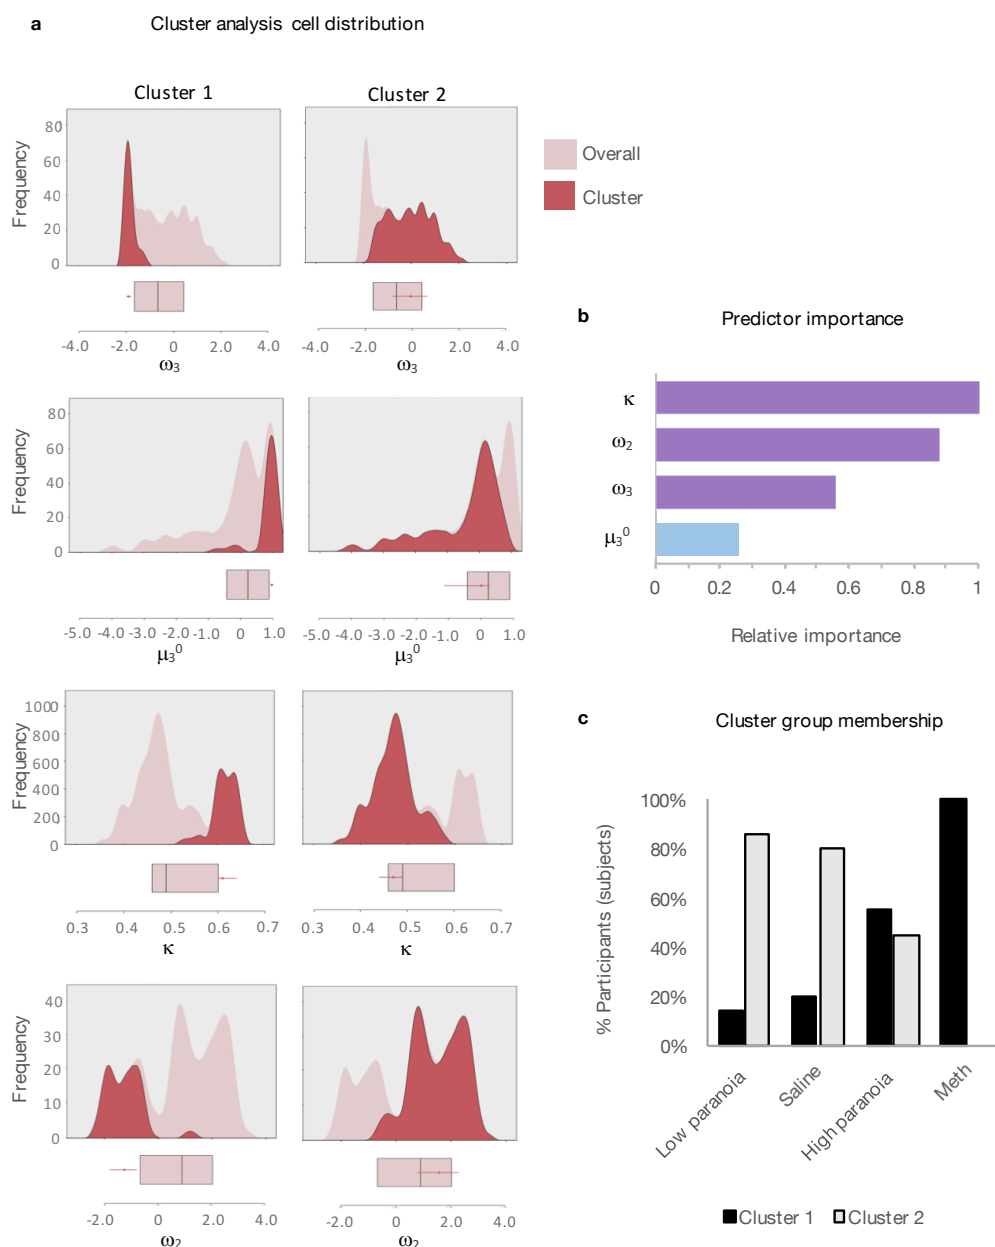 a
Cluster analysis cell distribution
Cluster 1
Cluster 2
Overall
Cluster
Frequency
80
60
40
20
0
-4.0 -2.0 0 2.0 4.0
ω3
-4.0 -2.0 0 2.0 4.0
ω3
Frequency
80
60
40
20
0
-5.0 -4.0 -3.0 -2.0 -1.0 0 1.0
μ3⁰
-5.0 -4.0 -3.0 -2.0 -1.0 0 1.0
μ3⁰
Frequency
1000
800
600
400
200
0
0.3 0.4 0.5 0.6 0.7
κ
0.3 0.4 0.5 0.6 0.7
κ
Frequency
40
30
20
10
0
-2.0 0 2.0 4.0
ω2
-2.0 0 2.0 4.0
ω2
b
Predictor importance
κ
ω2
ω3
μ3⁰
0 0.2 0.4 0.6 0.8 1
Relative importance
c
Cluster group membership
% Participants (subjects)
100%
80%
60%
40%
20%
0%
Low paranoia
Saline
High paranoia
Meth
Cluster 1 Cluster 2